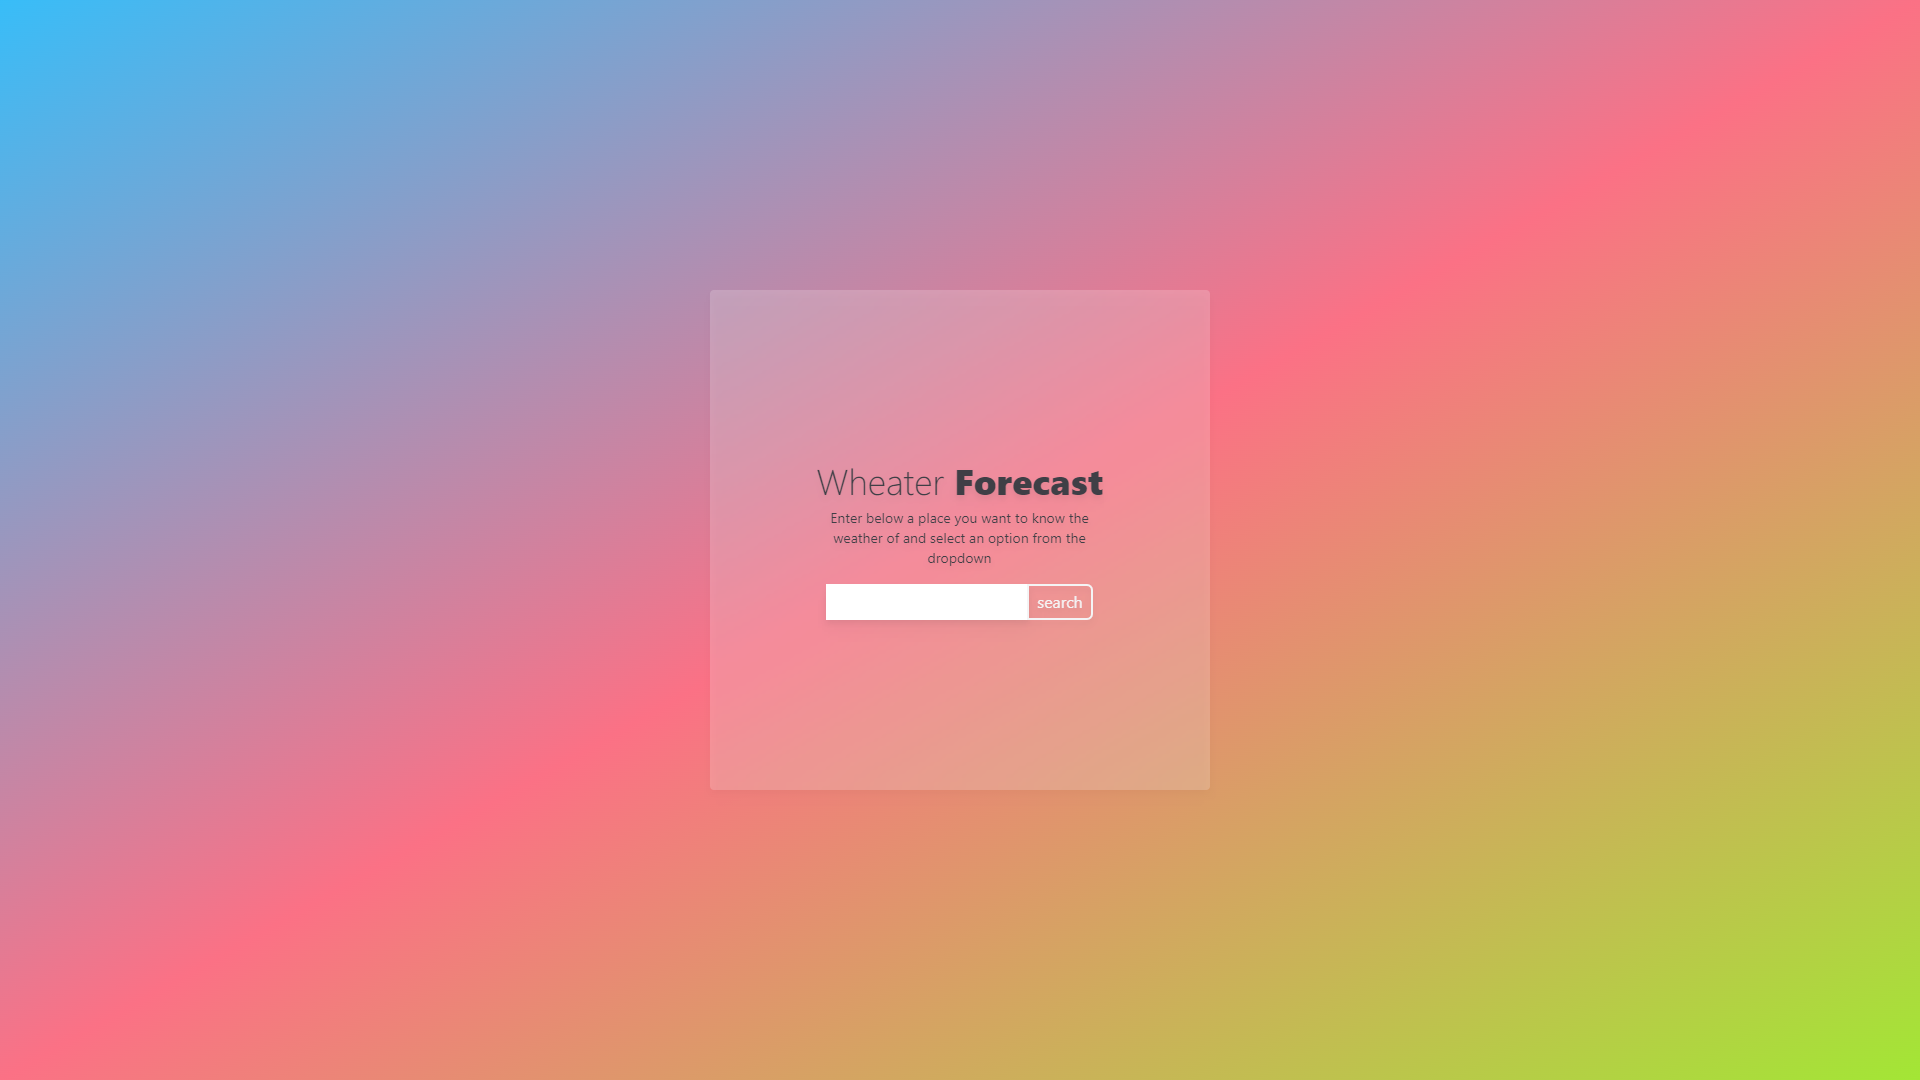 Wheater Forecast
Enter below a place you want to know the
weather of and select an option from the
dropdown
search